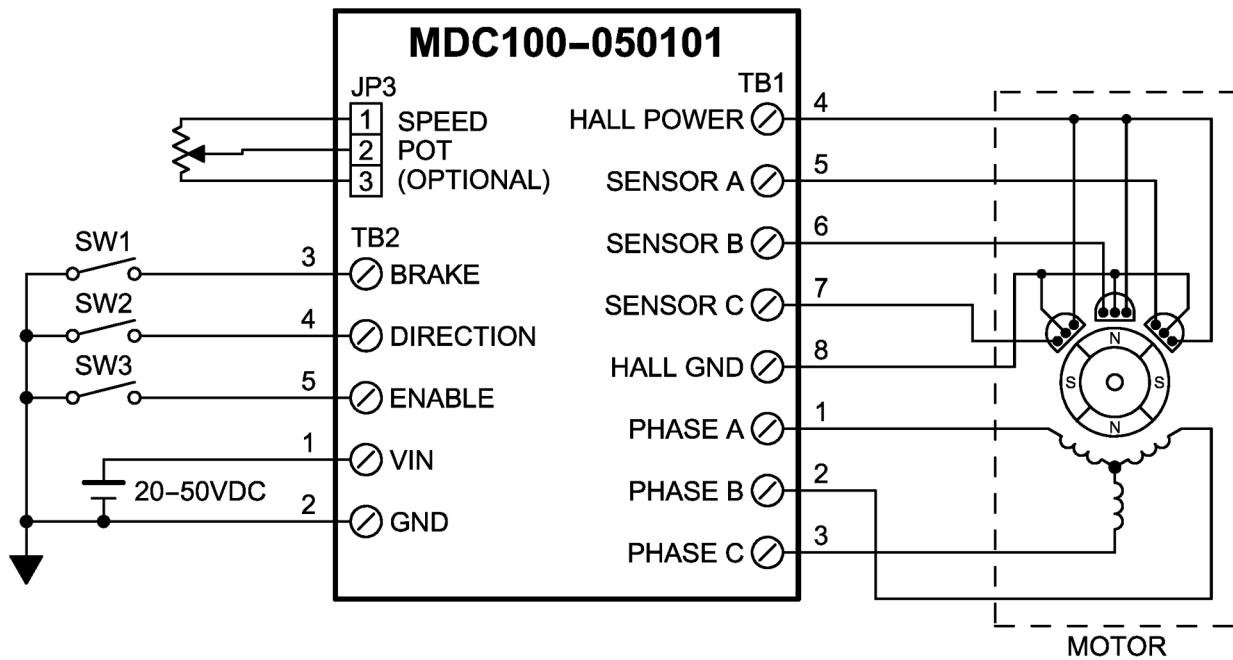 MDC100-050101
JP3
1 SPEED
2 POT
3 (OPTIONAL)
SW1
SW2
SW3
TB2
3 BRAKE
4 DIRECTION
5 ENABLE
1 VIN
20-50VDC
2 GND
TB1
HALL POWER 4
SENSOR A 5
SENSOR B 6
SENSOR C 7
HALL GND 8
PHASE A 1
PHASE B 2
PHASE C 3
N
S S
N
MOTOR